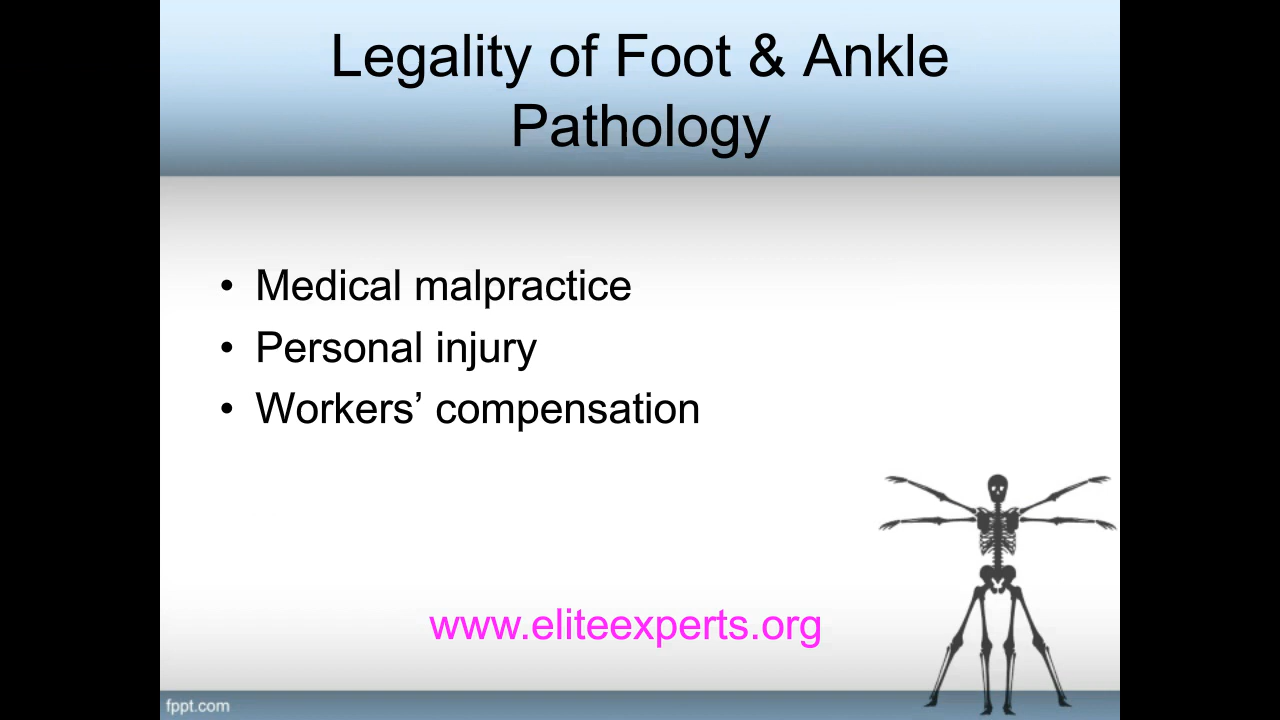 Legality of Foot & Ankle
Pathology
• Medical malpractice
• Personal injury
• Workers’ compensation
www.eliteexperts.org
fppt.com